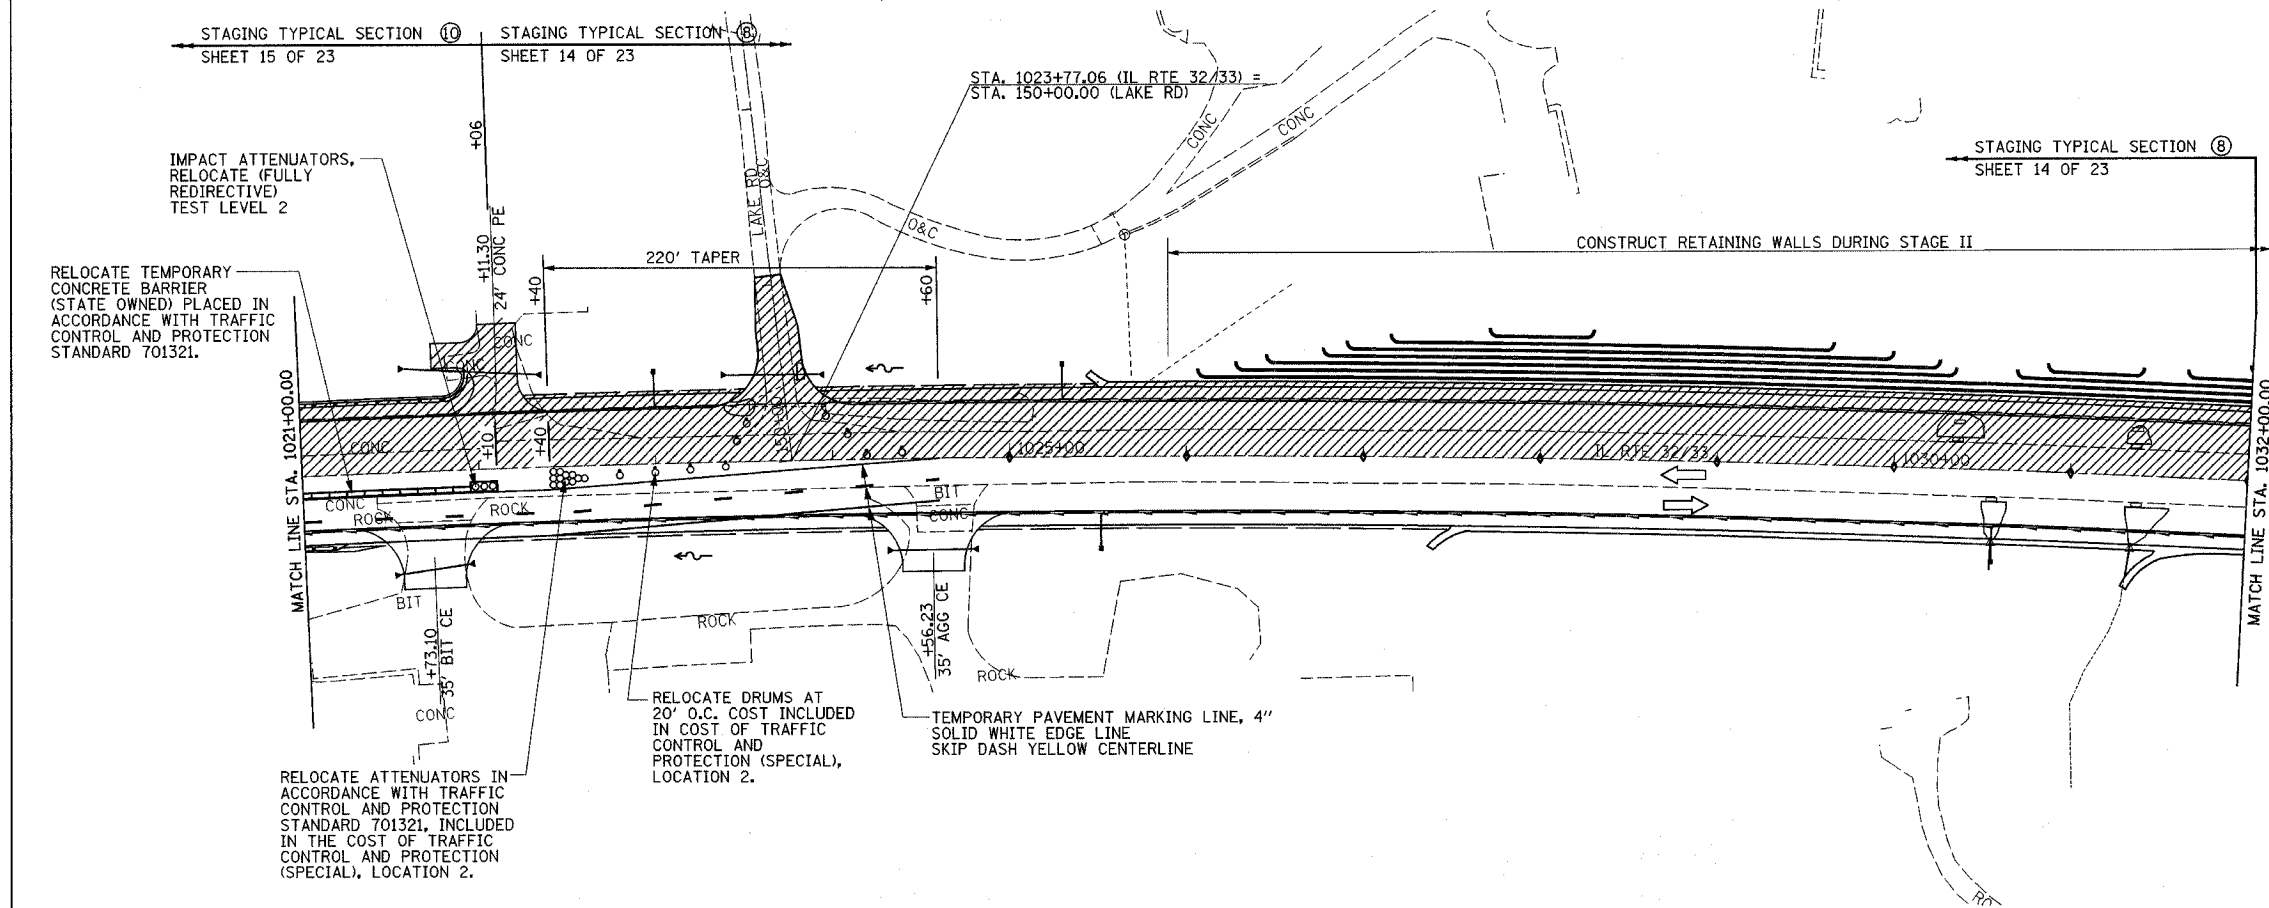 STAGING TYPICAL SECTION 10
SHEET 15 OF 23
STAGING TYPICAL SECTION 8
SHEET 14 OF 23
STA. 1023+77.06 (IL RTE 32/33) =
STA. 150+00.00 (LAKE RD)
STAGING TYPICAL SECTION 8
SHEET 14 OF 23
+06
IMPACT ATTENUATORS,
RELOCATE (FULLY
REDIRECTIVE)
TEST LEVEL 2
RELOCATE TEMPORARY
CONCRETE BARRIER
(STATE OWNED) PLACED IN
ACCORDANCE WITH TRAFFIC
CONTROL AND PROTECTION
STANDARD 701321.
+11.30
24' CONC PE
+40
220' TAPER
+60
LAKE RD
O&C
O&C
CONC
CONC
CONSTRUCT RETAINING WALLS DURING STAGE II
CONC
CONC
MATCH LINE STA. 1021+00.00
CONC
+10
+40
150+00
1025+00
IL RTE 32/33
1030+00
MATCH LINE STA. 1032+00.00
CONC
ROCK
ROCK
BIT
CONC
BIT
+73.10
35' BIT CE
CONC
ROCK
+56.23
35' AGG CE
ROCK
RELOCATE DRUMS AT
20' O.C. COST INCLUDED
IN COST OF TRAFFIC
CONTROL AND
PROTECTION (SPECIAL),
LOCATION 2.
TEMPORARY PAVEMENT MARKING LINE, 4"
SOLID WHITE EDGE LINE
SKIP DASH YELLOW CENTERLINE
RELOCATE ATTENUATORS IN
ACCORDANCE WITH TRAFFIC
CONTROL AND PROTECTION
STANDARD 701321, INCLUDED
IN THE COST OF TRAFFIC
CONTROL AND PROTECTION
(SPECIAL), LOCATION 2.